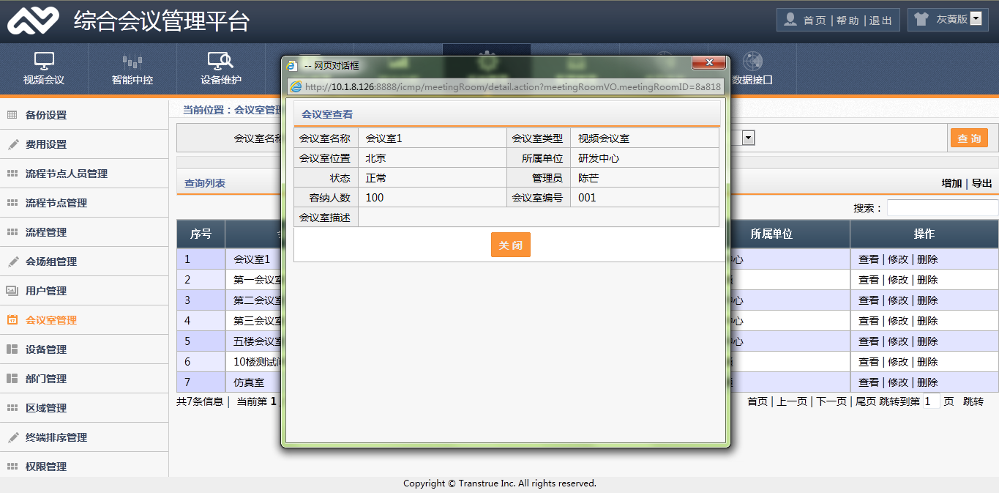 综合会议管理平台
首页 | 帮助 | 退出
灰黄版
视频会议
智能中控
设备维护
数据接口
备份设置
费用设置
流程节点人员管理
流程节点管理
流程管理
会场组管理
用户管理
会议室管理
设备管理
部门管理
区域管理
终端排序管理
权限管理
当前位置：会议室管理
会议室名称
查 询
查询列表
增加 | 导出
搜索：
序号
所属单位
操作
1 会议室1 心 查看 | 修改 | 删除
2 第一会议室 查看 | 修改 | 删除
3 第二会议室 心 查看 | 修改 | 删除
4 第三会议室 心 查看 | 修改 | 删除
5 五楼会议室 心 查看 | 修改 | 删除
6 10楼测试间 查看 | 修改 | 删除
7 仿真室 查看 | 修改 | 删除
共7条信息 | 当前第 1
首页 | 上一页 | 下一页 | 尾页 跳转到第 1 页 跳转
-- 网页对话框
http://10.1.8.126:8888/icmp/meetingRoom/detail.action?meetingRoomVO.meetingRoomID=8a818
会议室查看
会议室名称 会议室1 会议室类型 视频会议室
会议室位置 北京 所属单位 研发中心
状态 正常 管理员 陈芒
容纳人数 100 会议室编号 001
会议室描述
关 闭
Copyright © Transtrue Inc. All rights reserved.